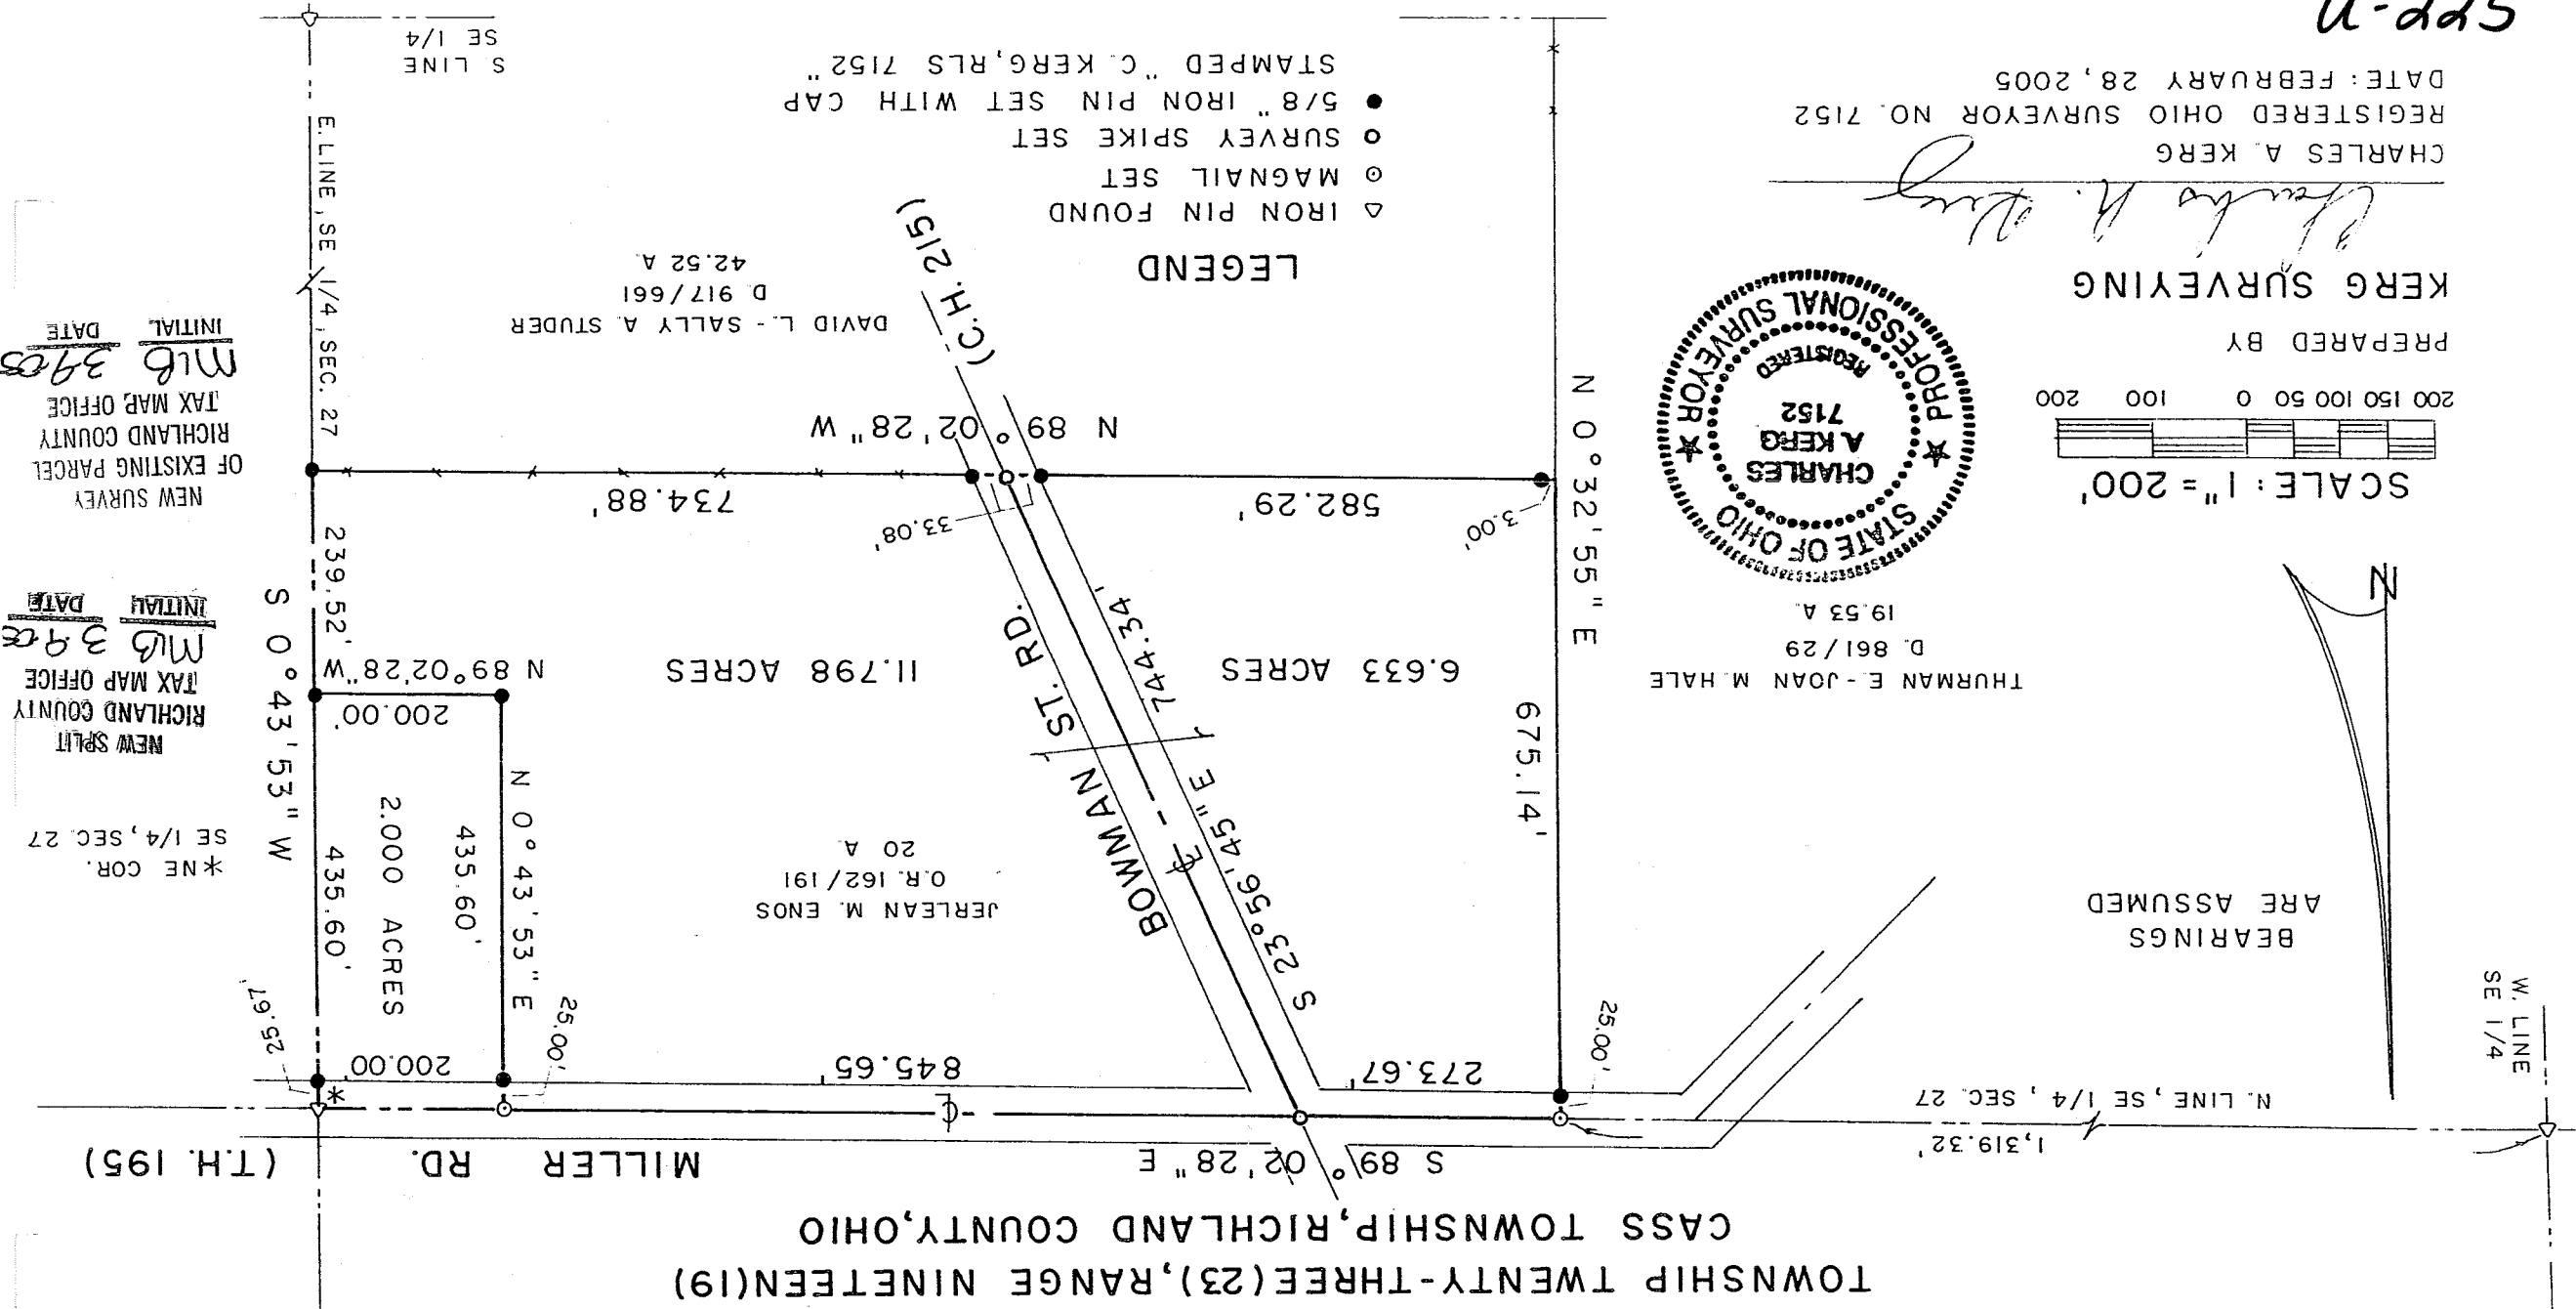 TOWNSHIP TWENTY-THREE (23), RANGE NINETEEN (19)
CASS TOWNSHIP, RICHLAND COUNTY, OHIO
W. LINE
SE 1/4
1,319.32'
N. LINE, SE 1/4, SEC. 27
S 89° 02' 28" E
MILLER RD. (T.H. 195)
25.00'
273.67'
845.65'
25.00'
200.00'
25.67'
*
*NE COR.
SE 1/4, SEC. 27
BEARINGS
ARE ASSUMED
N
THURMAN E. - JOAN M. HALE
D. 861/29
19.53 A.
N 0° 32' 55" E
675.14'
6.633 ACRES
3.00'
582.29'
S 23° 56' 45" E 744.34'
BOWMAN ST. RD.
(C.H. 215)
33.08'
JERLEAN M. ENOS
O.R. 162/191
20 A.
11.798 ACRES
N 0° 43' 53" E
435.60'
2.000 ACRES
435.60'
S 0° 43' 53" W
200.00'
N 89° 02' 28" W
239.52'
734.88'
N 89° 02' 28" W
NEW SPLIT
RICHLAND COUNTY
TAX MAP OFFICE
MB
INITIAL DATE
NEW SURVEY
OF EXISTING PARCEL
RICHLAND COUNTY
TAX MAP OFFICE
MB 3-9-05
INITIAL DATE
E. LINE, SE 1/4, SEC. 27
DAVID L. - SALLY A. STUDER
D. 917/661
42.52 A.
S. LINE
SE 1/4
SCALE: 1" = 200'
200 150 100 50 0 100 200
PREPARED BY
KERG SURVEYING
Charles A. Kerg
CHARLES A. KERG
REGISTERED OHIO SURVEYOR NO. 7152
DATE: FEBRUARY 28, 2005
STATE OF OHIO
CHARLES
A. KERG
7152
REGISTERED
PROFESSIONAL SURVEYOR
LEGEND
IRON PIN FOUND
MAGNAIL SET
SURVEY SPIKE SET
5/8" IRON PIN SET WITH CAP
STAMPED "C. KERG, RLS 7152"
U-225